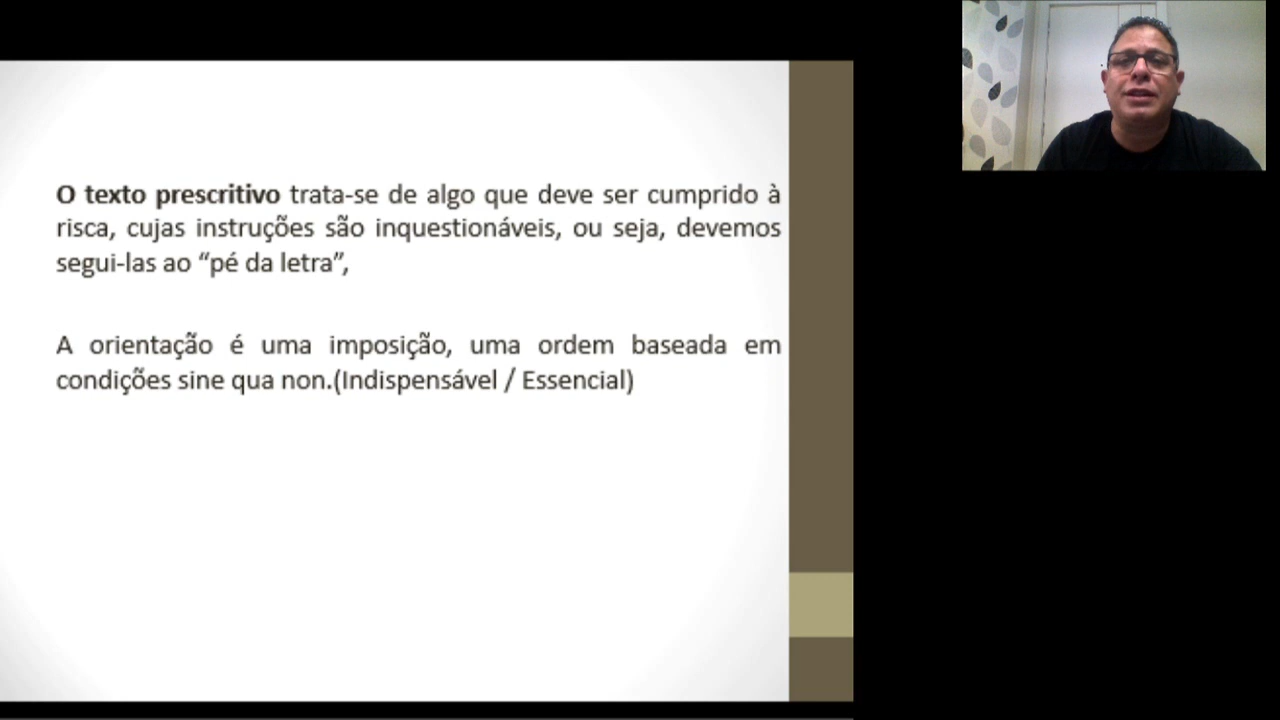 O texto prescritivo trata-se de algo que deve ser cumprido à
risca, cujas instruções são inquestionáveis, ou seja, devemos
segui-las ao “pé da letra”,
A orientação é uma imposição, uma ordem baseada em
condições sine qua non.(Indispensável / Essencial)